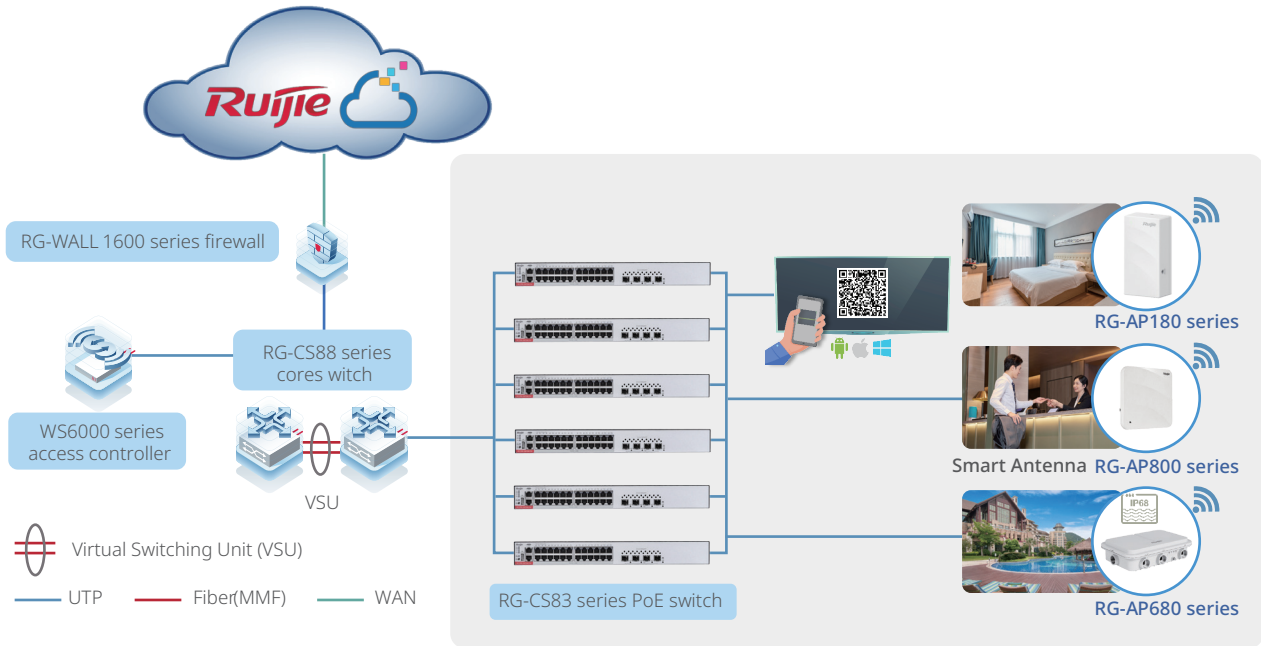 Ruijie
RG-WALL 1600 series firewall
RG-CS88 series
cores witch
WS6000 series
access controller
VSU
Virtual Switching Unit (VSU)
UTP
Fiber(MMF)
WAN
RG-CS83 series PoE switch
RG-AP180 series
Smart Antenna
RG-AP800 series
IP68
RG-AP680 series